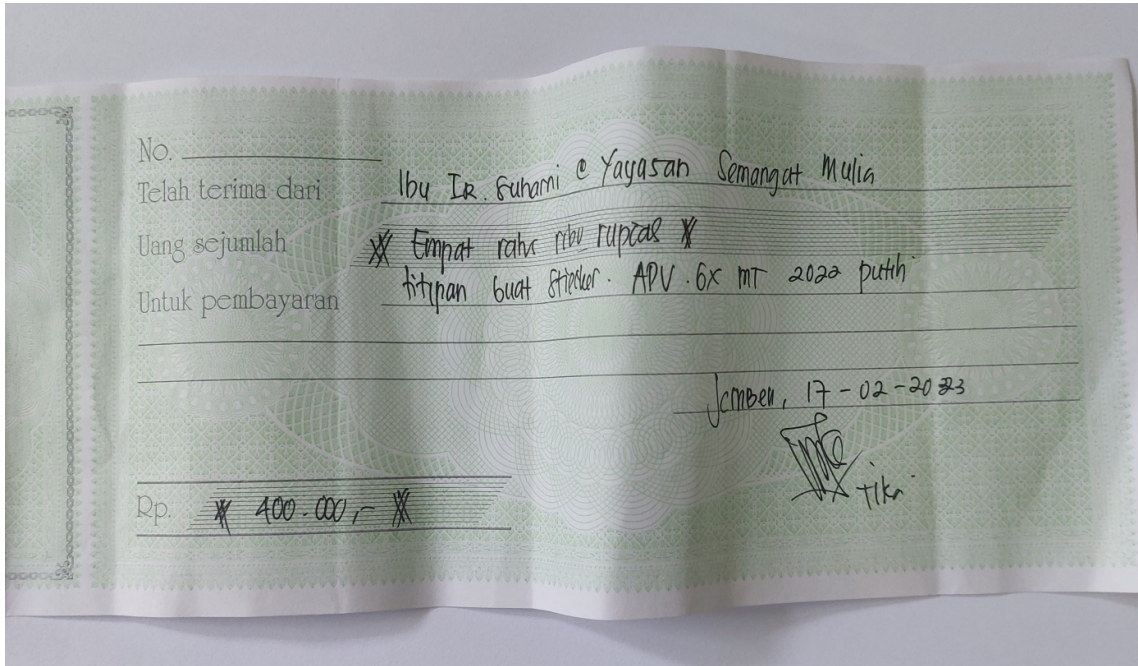 No.
Telah terima dari Ibu IR. Suharni @ Yayasan Semangat Mulia
Uang sejumlah Empat ratus ribu rupiah
Untuk pembayaran titipan buat Sticker. APV. GX MT 2022 putih
Jember, 17-02-2023
Tika
Rp. 400.000,-